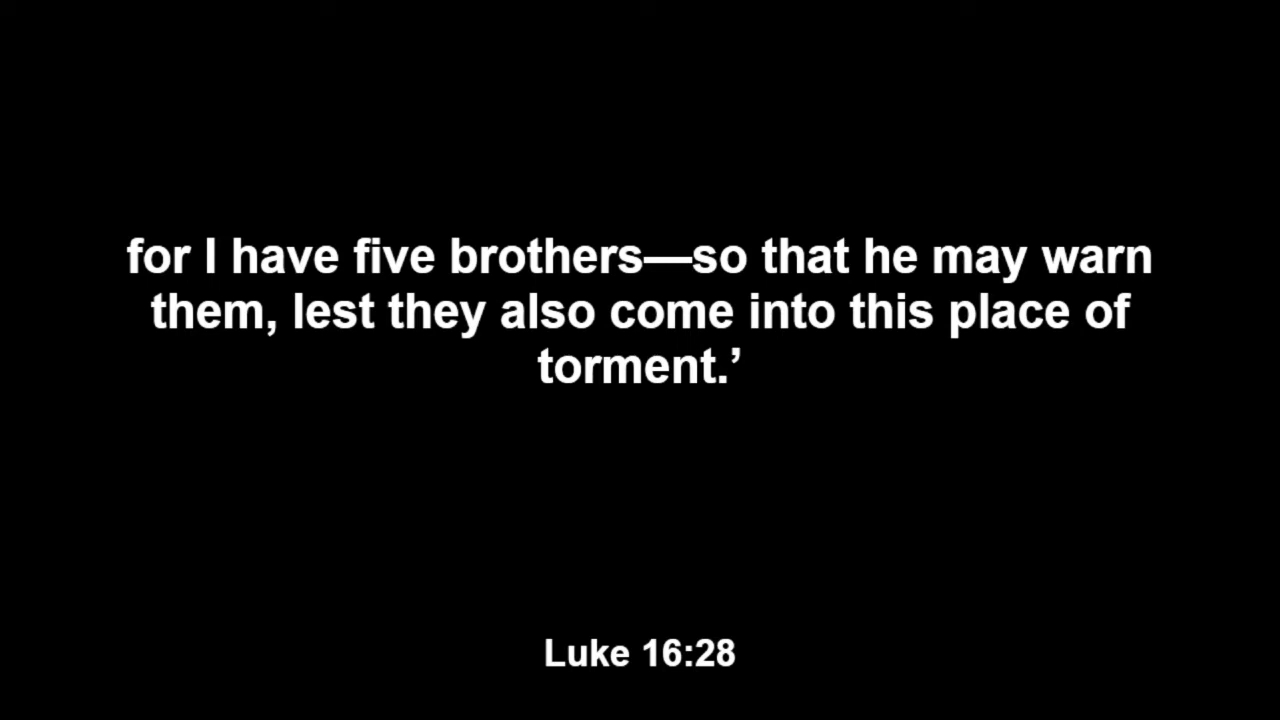 for I have five brothers—so that he may warn
them, lest they also come into this place of
torment.’
Luke 16:28